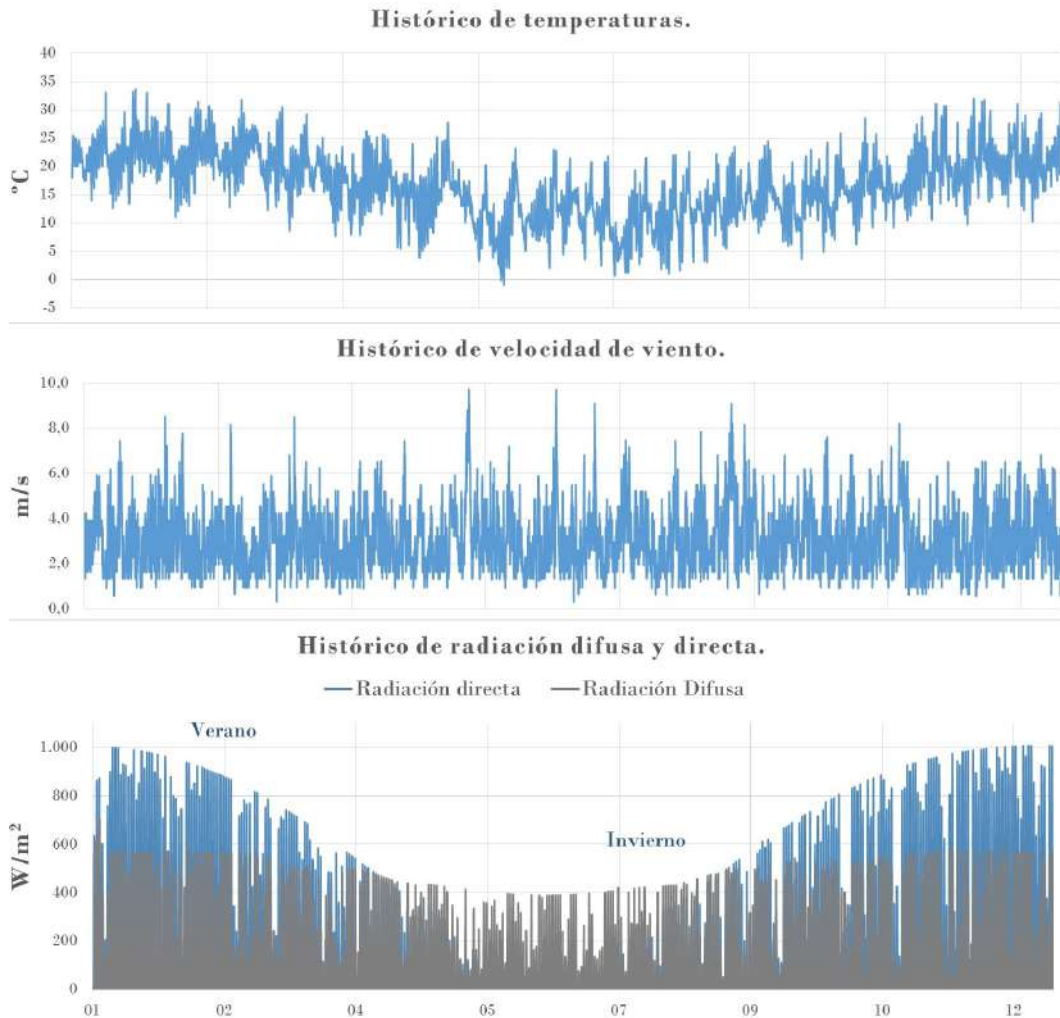 Histórico de temperaturas.
40
35
30
25
20
15
10
5
0
-5
°C
Histórico de velocidad de viento.
10,0
8,0
6,0
4,0
2,0
0,0
m/s
Histórico de radiación difusa y directa.
Radiación directa Radiación Difusa
Verano
Invierno
1.000
800
600
400
200
0
W/m²
01 02 04 05 07 09 10 12